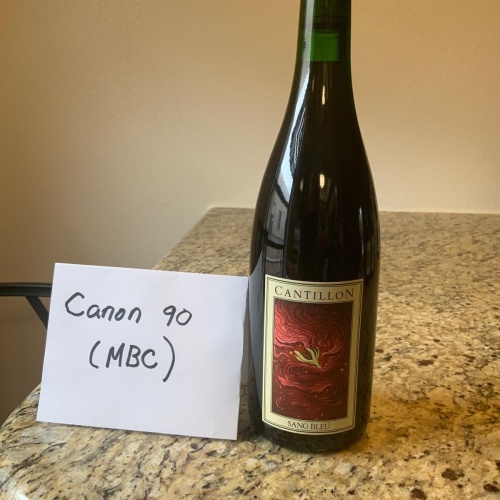 Canon 90
(MBC)
CANTILLON
SANG BLEU